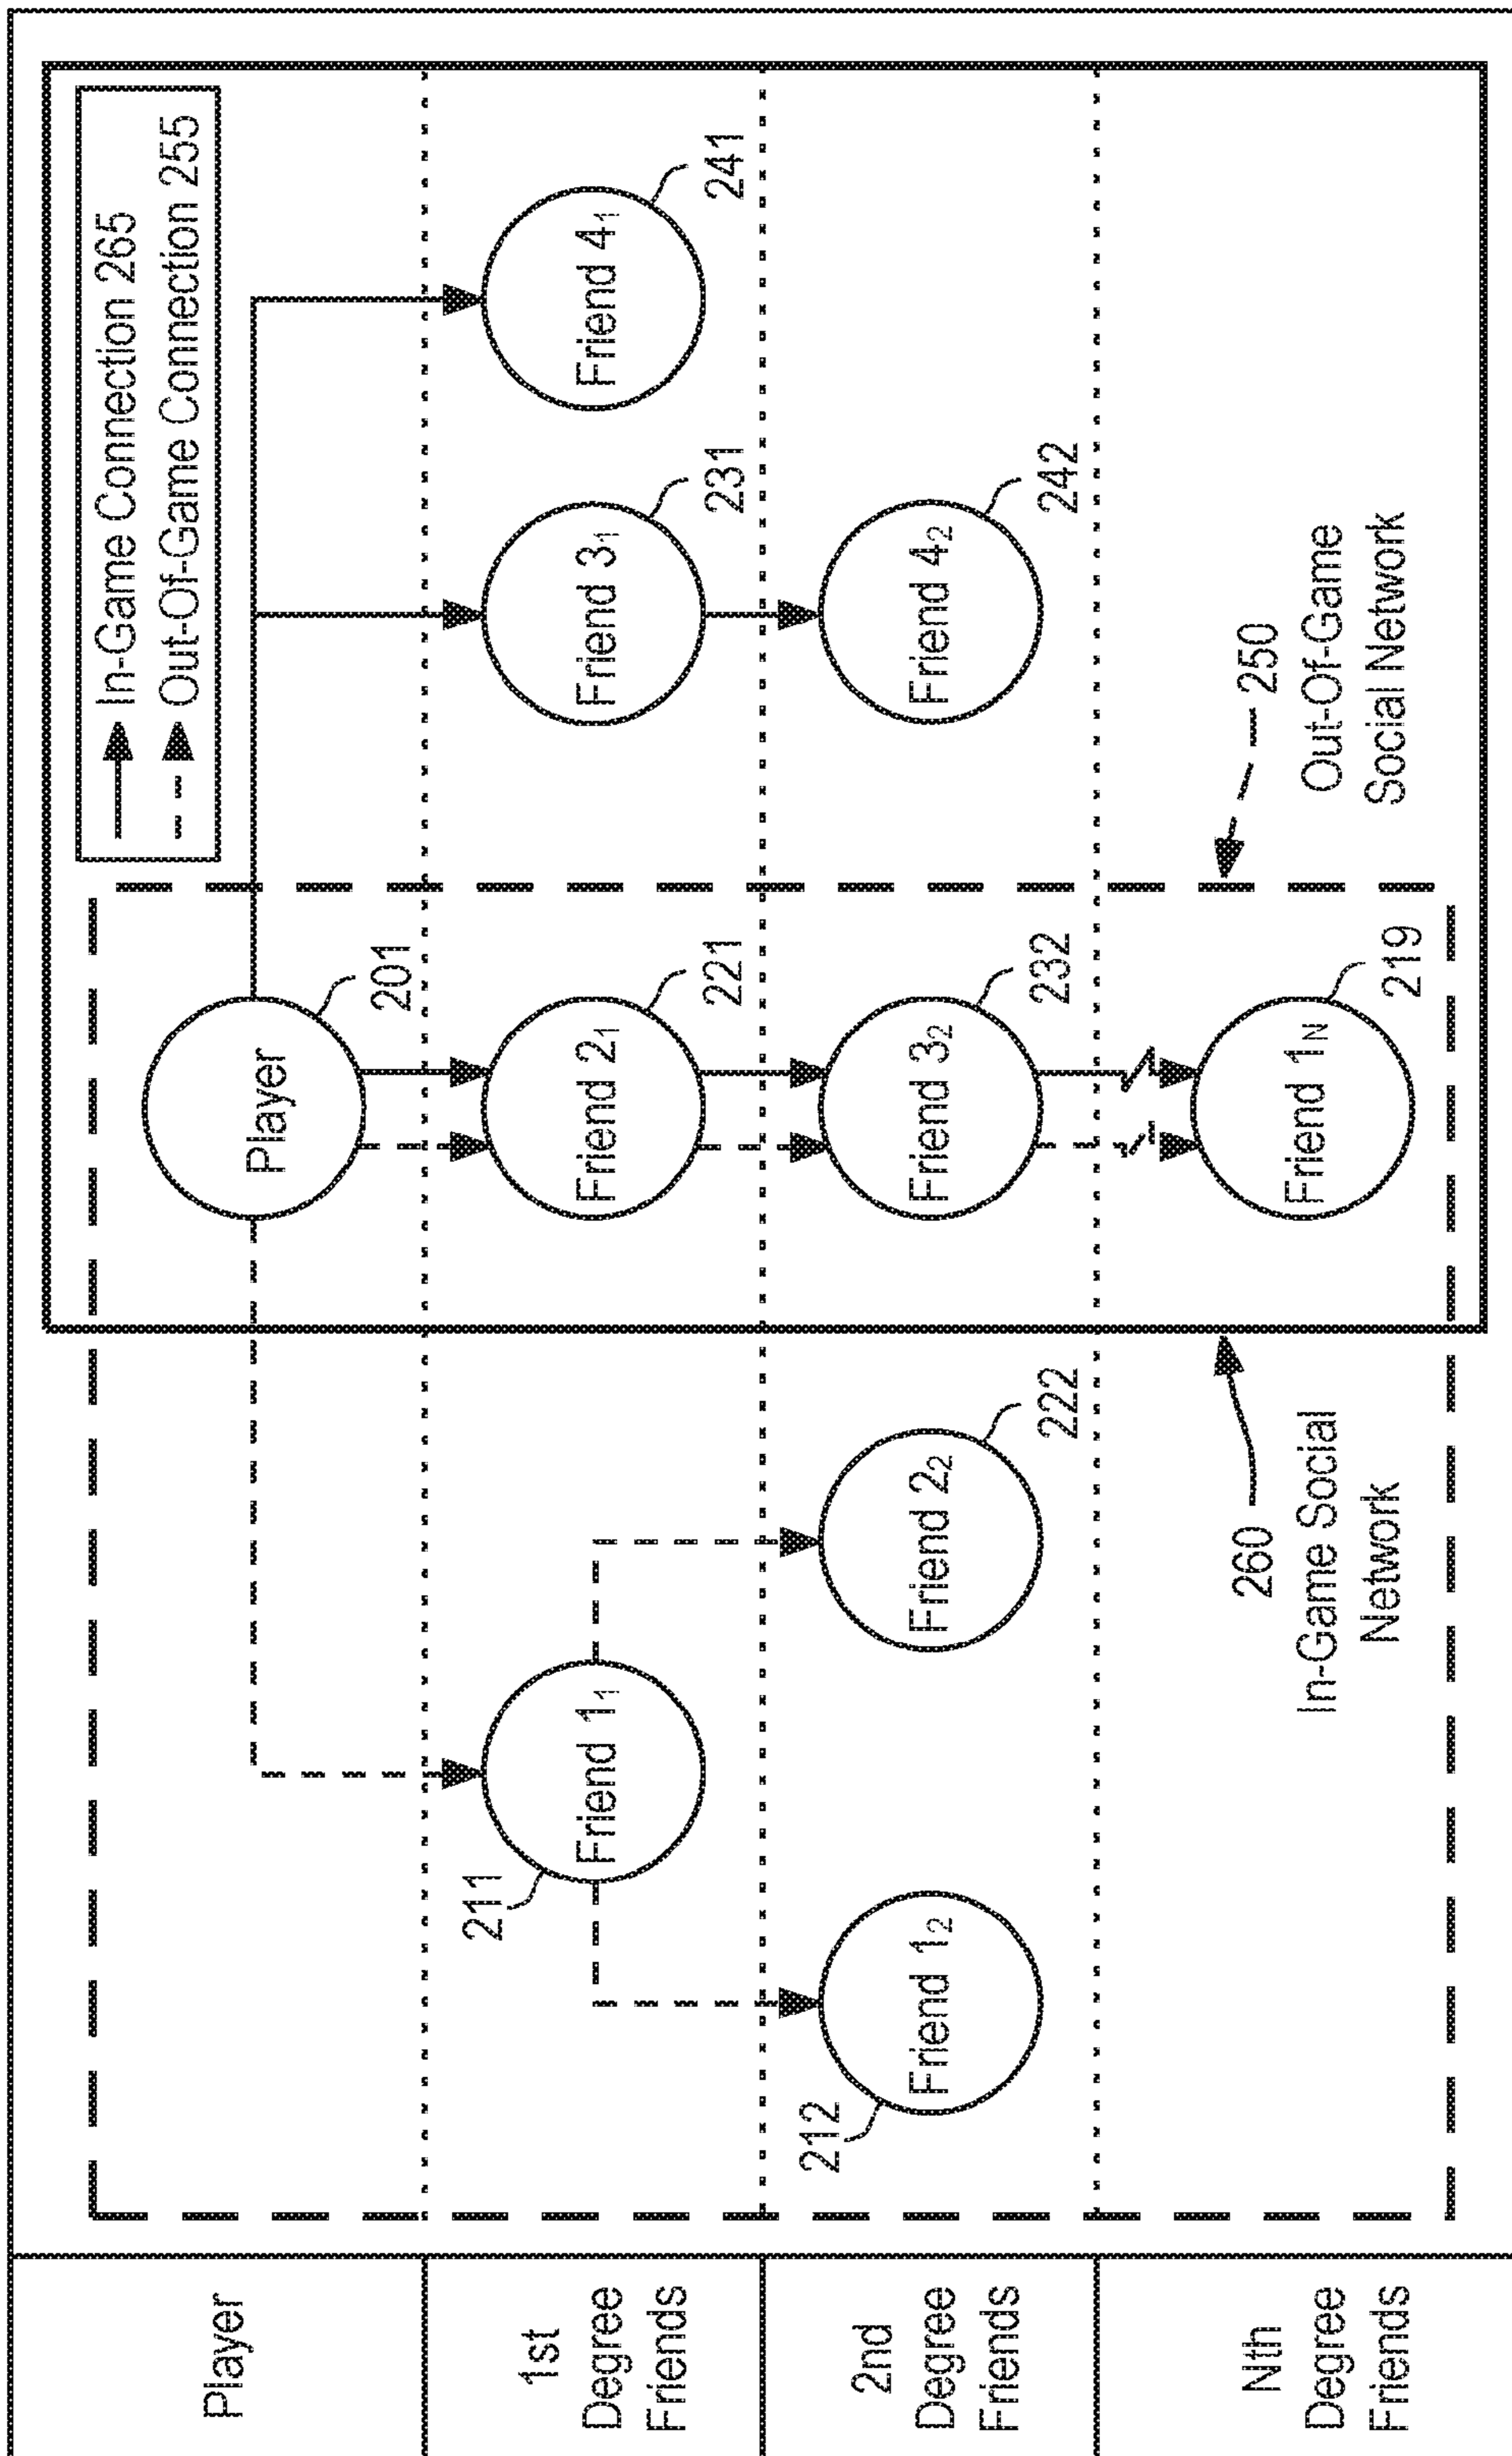 In-Game Connection 265
Out-Of-Game Connection 255
Player
Player
201
1st
Degree
Friends
211
Friend 1₁
Friend 2₁
221
Friend 3₁
231
Friend 4₁
241
2nd
Degree
Friends
212
Friend 1₂
Friend 2₂
222
Friend 3₂
232
Friend 4₂
242
Nth
Degree
Friends
260
In-Game Social
Network
Friend 1ɴ
219
250
Out-Of-Game
Social Network